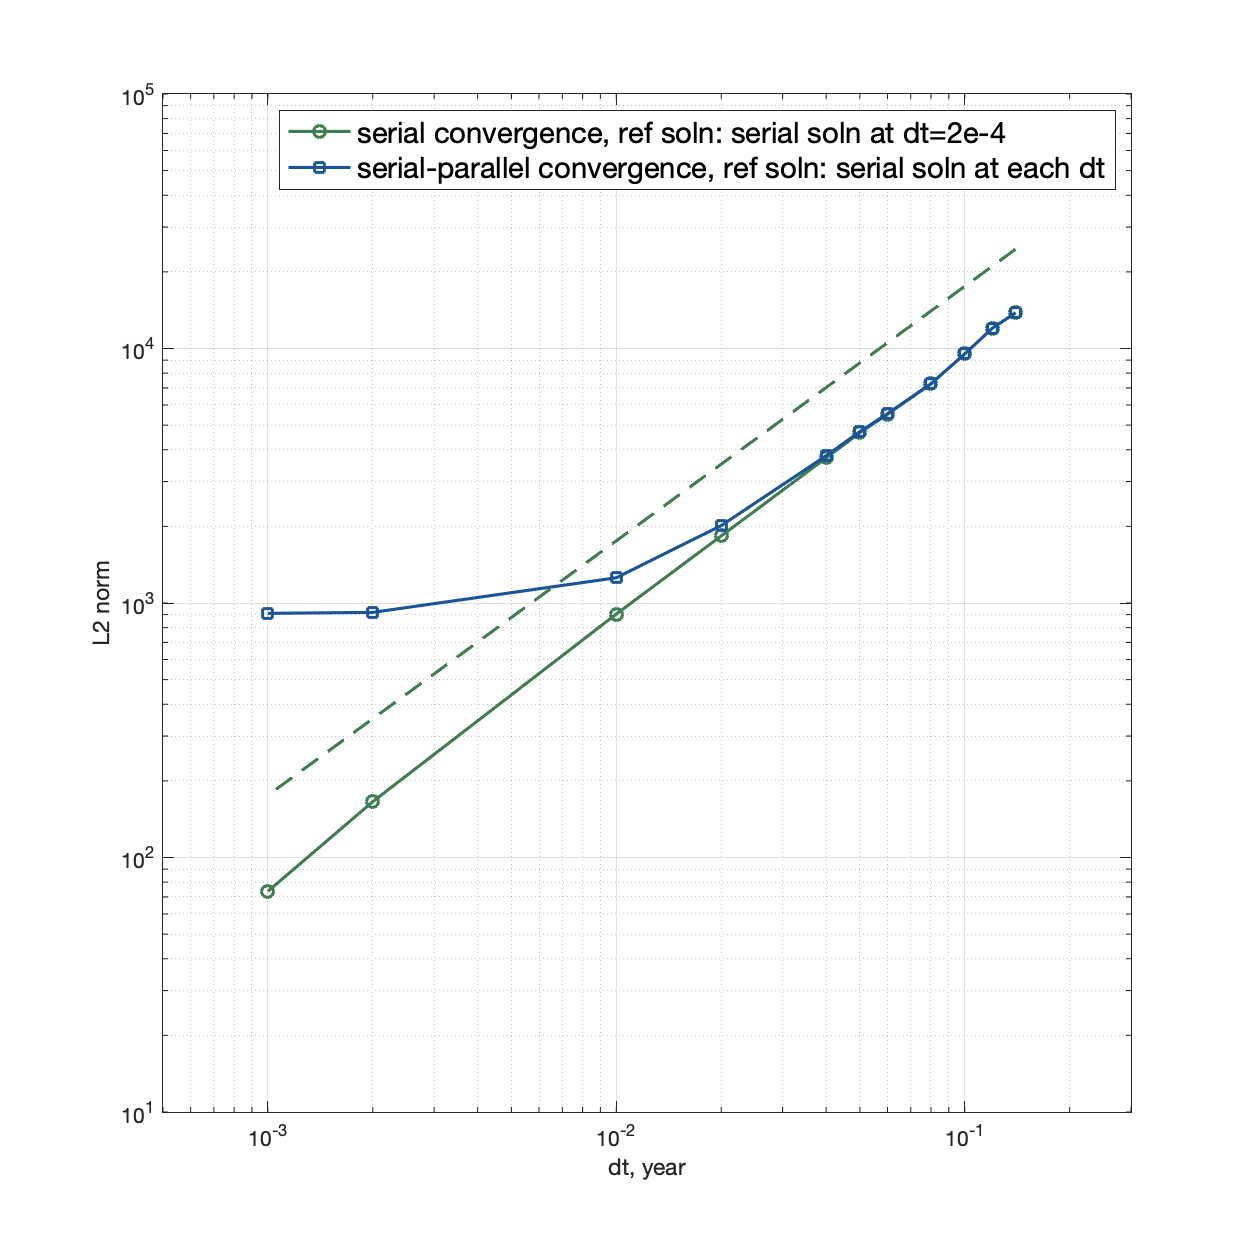 10^5
serial convergence, ref soln: serial soln at dt=2e-4
serial-parallel convergence, ref soln: serial soln at each dt
10^4
10^3
L2 norm
10^2
10^1
10^-3 10^-2 10^-1
dt, year